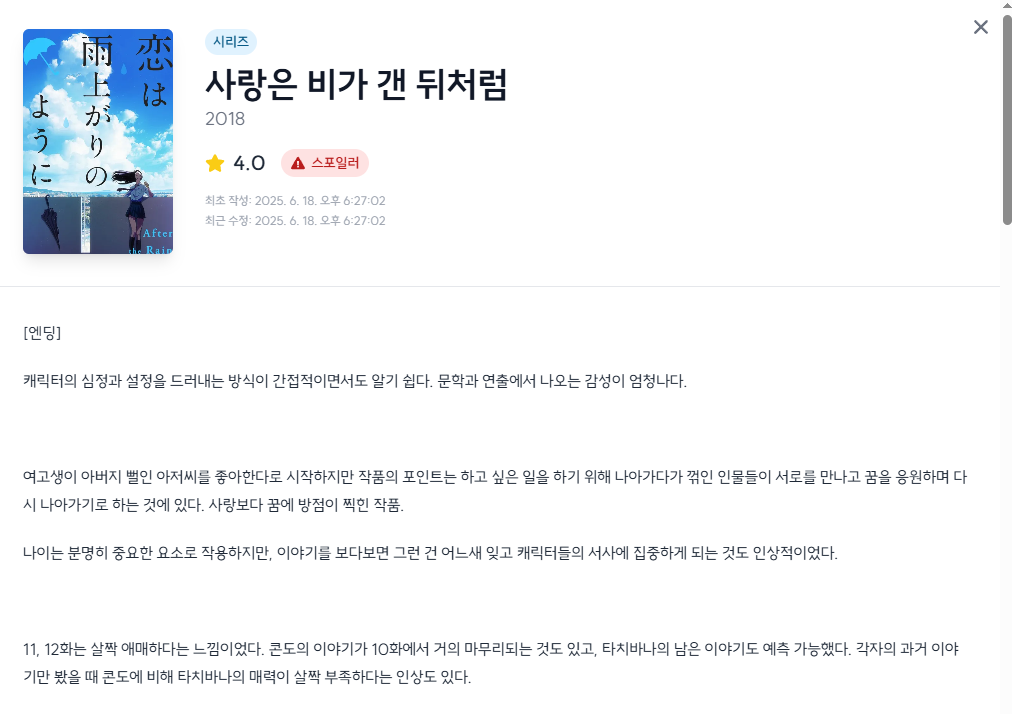 恋は
雨上がりの
ように
After
the Rain
시리즈
사랑은 비가 갠 뒤처럼
2018
4.0
스포일러
최초 작성: 2025. 6. 18. 오후 6:27:02
최근 수정: 2025. 6. 18. 오후 6:27:02
[엔딩]
캐릭터의 심정과 설정을 드러내는 방식이 간접적이면서도 알기 쉽다. 문학과 연출에서 나오는 감성이 엄청나다.
여고생이 아버지 뻘인 아저씨를 좋아한다로 시작하지만 작품의 포인트는 하고 싶은 일을 하기 위해 나아가다가 꺾인 인물들이 서로를 만나고 꿈을 응원하며 다
시 나아가기로 하는 것에 있다. 사랑보다 꿈에 방점이 찍힌 작품.
나이는 분명히 중요한 요소로 작용하지만, 이야기를 보다보면 그런 건 어느새 잊고 캐릭터들의 서사에 집중하게 되는 것도 인상적이었다.
11, 12화는 살짝 애매하다는 느낌이었다. 콘도의 이야기가 10화에서 거의 마무리되는 것도 있고, 타치바나의 남은 이야기도 예측 가능했다. 각자의 과거 이야
기만 봤을 때 콘도에 비해 타치바나의 매력이 살짝 부족하다는 인상도 있다.